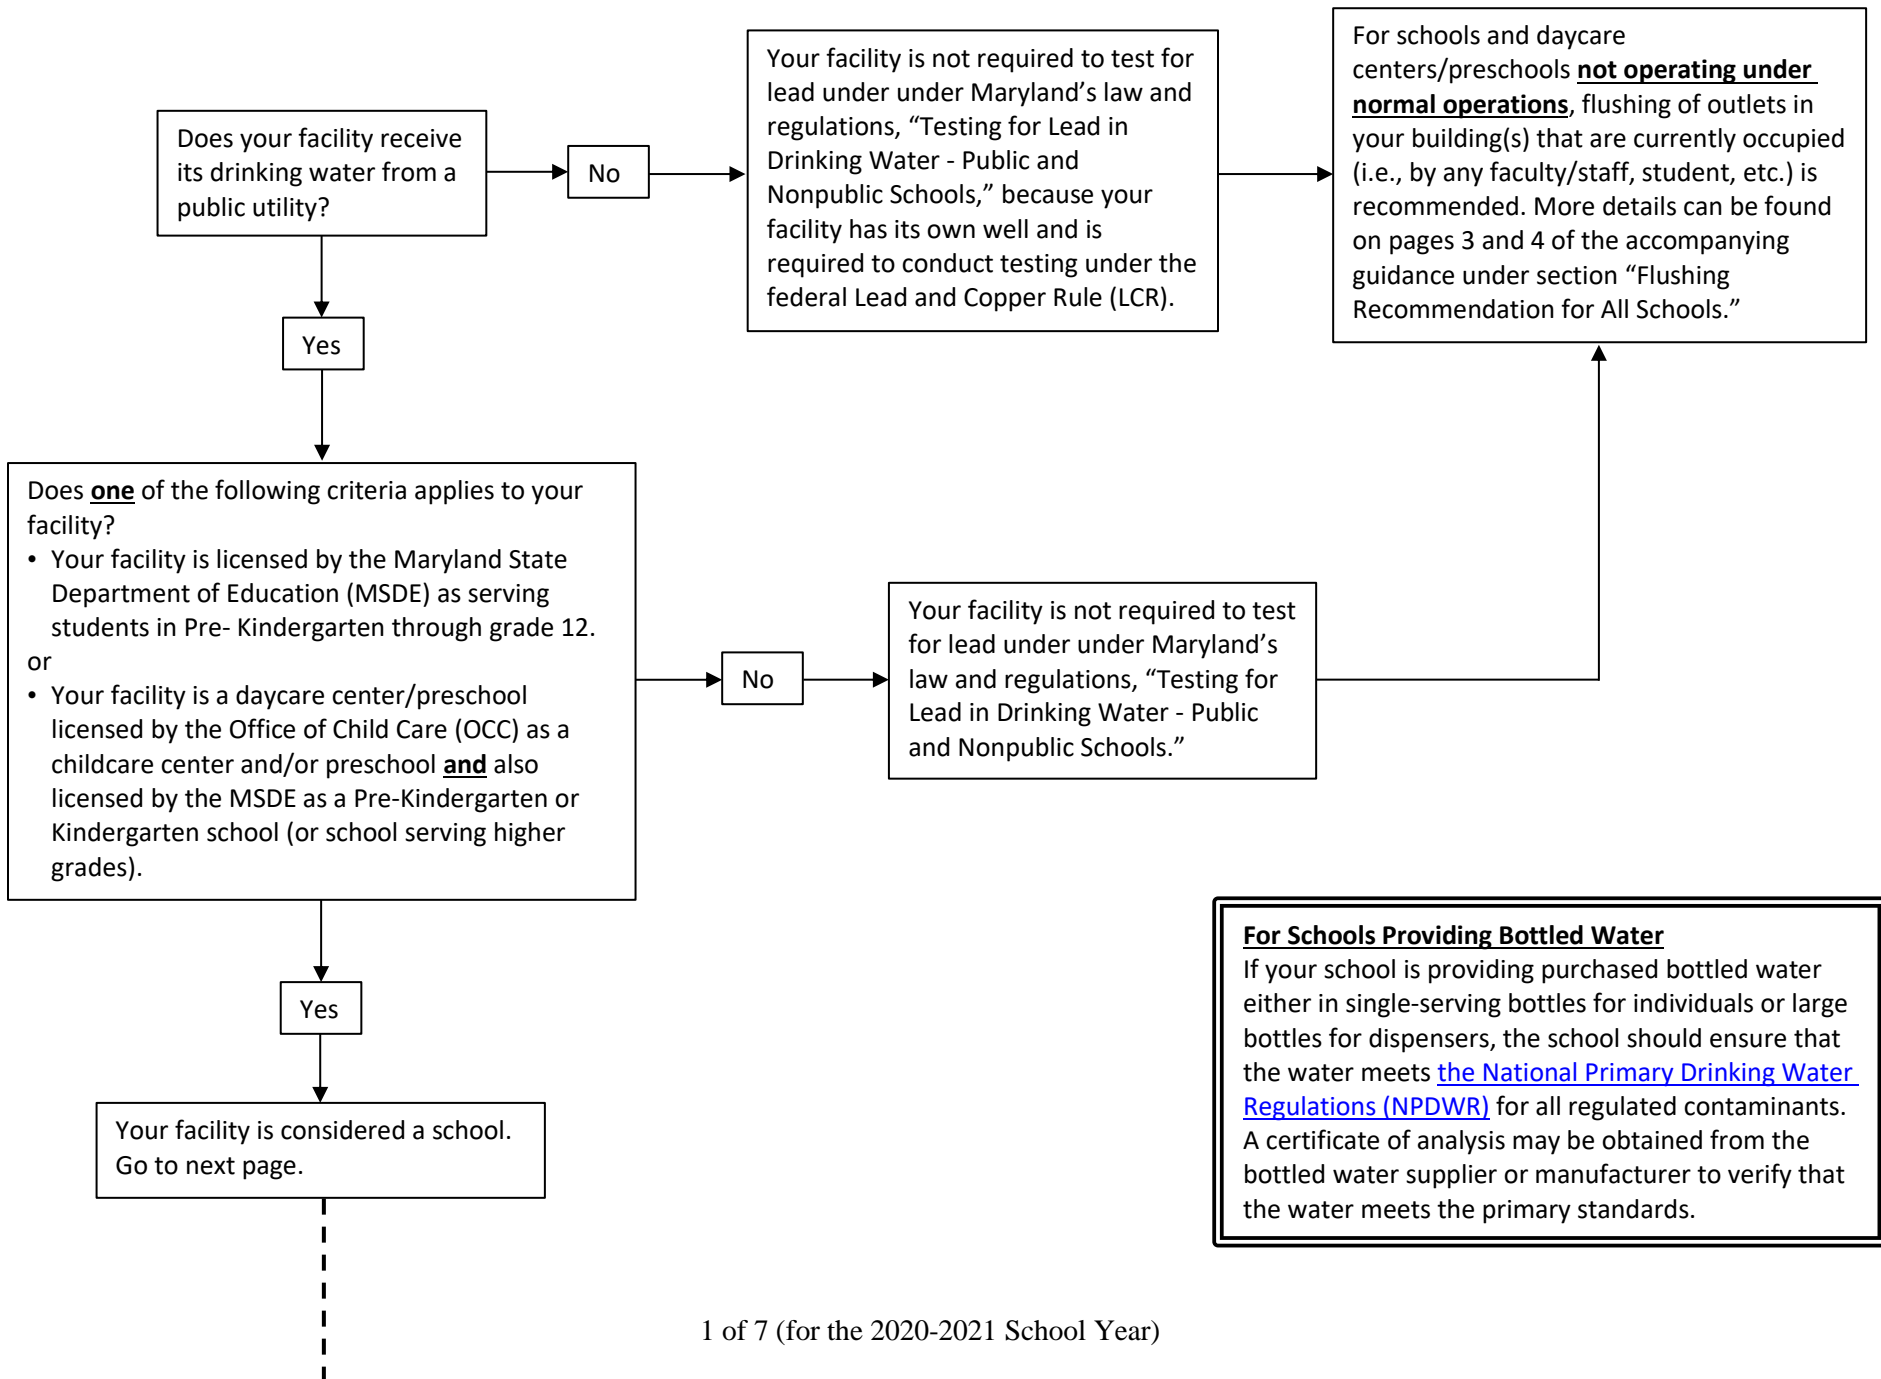 Does your facility receive
its drinking water from a
public utility?
No
Your facility is not required to test for
lead under under Maryland’s law and
regulations, “Testing for Lead in
Drinking Water - Public and
Nonpublic Schools,” because your
facility has its own well and is
required to conduct testing under the
federal Lead and Copper Rule (LCR).
For schools and daycare
centers/preschools not operating under
normal operations, flushing of outlets in
your building(s) that are currently occupied
(i.e., by any faculty/staff, student, etc.) is
recommended. More details can be found
on pages 3 and 4 of the accompanying
guidance under section “Flushing
Recommendation for All Schools.”
Yes
Does one of the following criteria applies to your
facility?
• Your facility is licensed by the Maryland State
Department of Education (MSDE) as serving
students in Pre- Kindergarten through grade 12.
or
• Your facility is a daycare center/preschool
licensed by the Office of Child Care (OCC) as a
childcare center and/or preschool and also
licensed by the MSDE as a Pre-Kindergarten or
Kindergarten school (or school serving higher
grades).
No
Your facility is not required to test
for lead under under Maryland’s
law and regulations, “Testing for
Lead in Drinking Water - Public
and Nonpublic Schools.”
Yes
Your facility is considered a school.
Go to next page.
For Schools Providing Bottled Water
If your school is providing purchased bottled water
either in single-serving bottles for individuals or large
bottles for dispensers, the school should ensure that
the water meets the National Primary Drinking Water
Regulations (NPDWR) for all regulated contaminants.
A certificate of analysis may be obtained from the
bottled water supplier or manufacturer to verify that
the water meets the primary standards.
1 of 7 (for the 2020-2021 School Year)